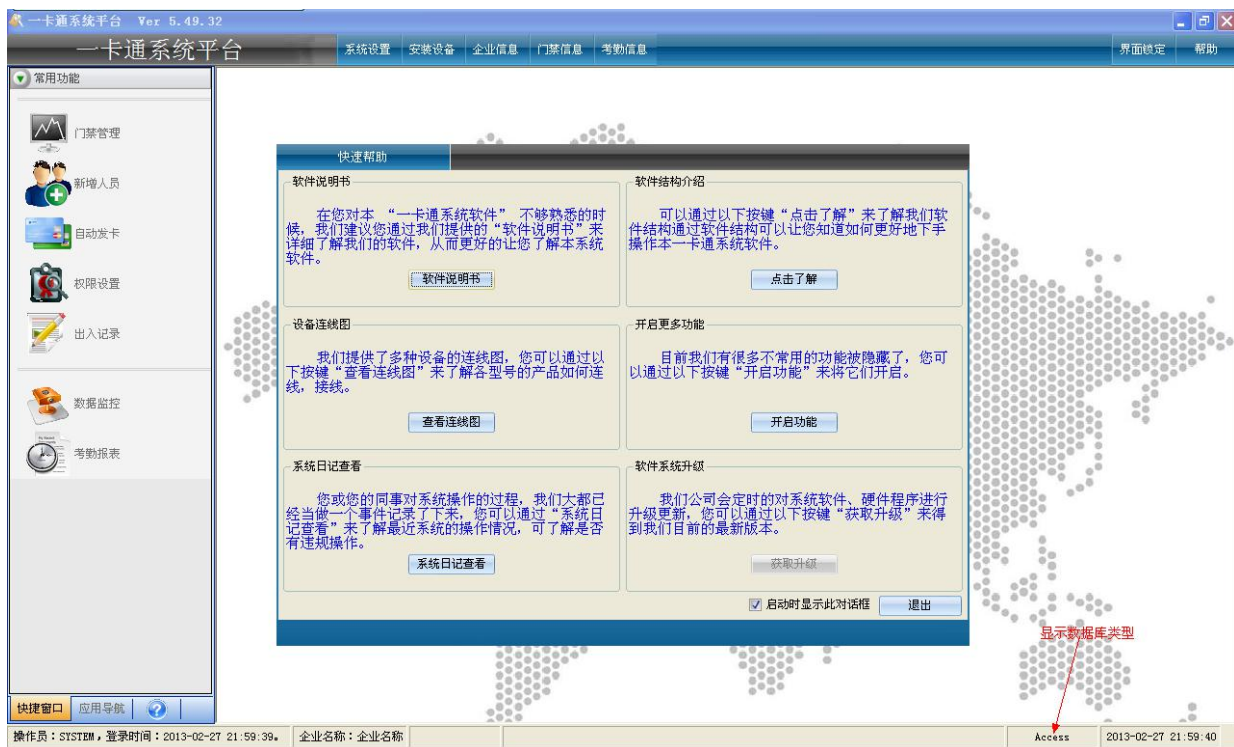 一卡通系统平台 Ver 5.49.32
一卡通系统平台
系统设置 安装设备 企业信息 门禁信息 考勤信息 界面锁定 帮助
常用功能
门禁管理
新增人员
自动发卡
权限设置
出入记录
数据监控
考勤报表
快捷窗口 应用导航
快速帮助
软件说明书
在您对本 “一卡通系统软件” 不够熟悉的时
候，我们建议您通过我们提供的“软件说明书”来
详细了解我们的软件，从而更好的让您了解本系统
软件。
软件说明书
软件结构介绍
可以通过以下按键“点击了解”来了解我们软
件结构通过软件结构可以让您知道如何更好地下手
操作本一卡通系统软件。
点击了解
设备连线图
我们提供了多种设备的连线图，您可以通过以
下按键“查看连线图”来了解各型号的产品如何连
线，接线。
查看连线图
开启更多功能
目前我们有很多不常用的功能被隐藏了，您可
以通过以下按键“开启功能”来将它们开启。
开启功能
系统日记查看
您或您的同事对系统操作的过程，我们大都已
经当做一个事件记录了下来，您可以通过“系统日
记查看”来了解最近系统的操作情况，可了解是否
有违规操作。
系统日记查看
软件系统升级
我们公司会定时的对系统软件、硬件程序进行
升级更新，您可以通过以下按键“获取升级”来得
到我们目前的最新版本。
获取升级
启动时显示此对话框 退出
显示数据库类型
操作员：SYSTEM，登录时间：2013-02-27 21:59:39。 企业名称：企业名称 Access 2013-02-27 21:59:40